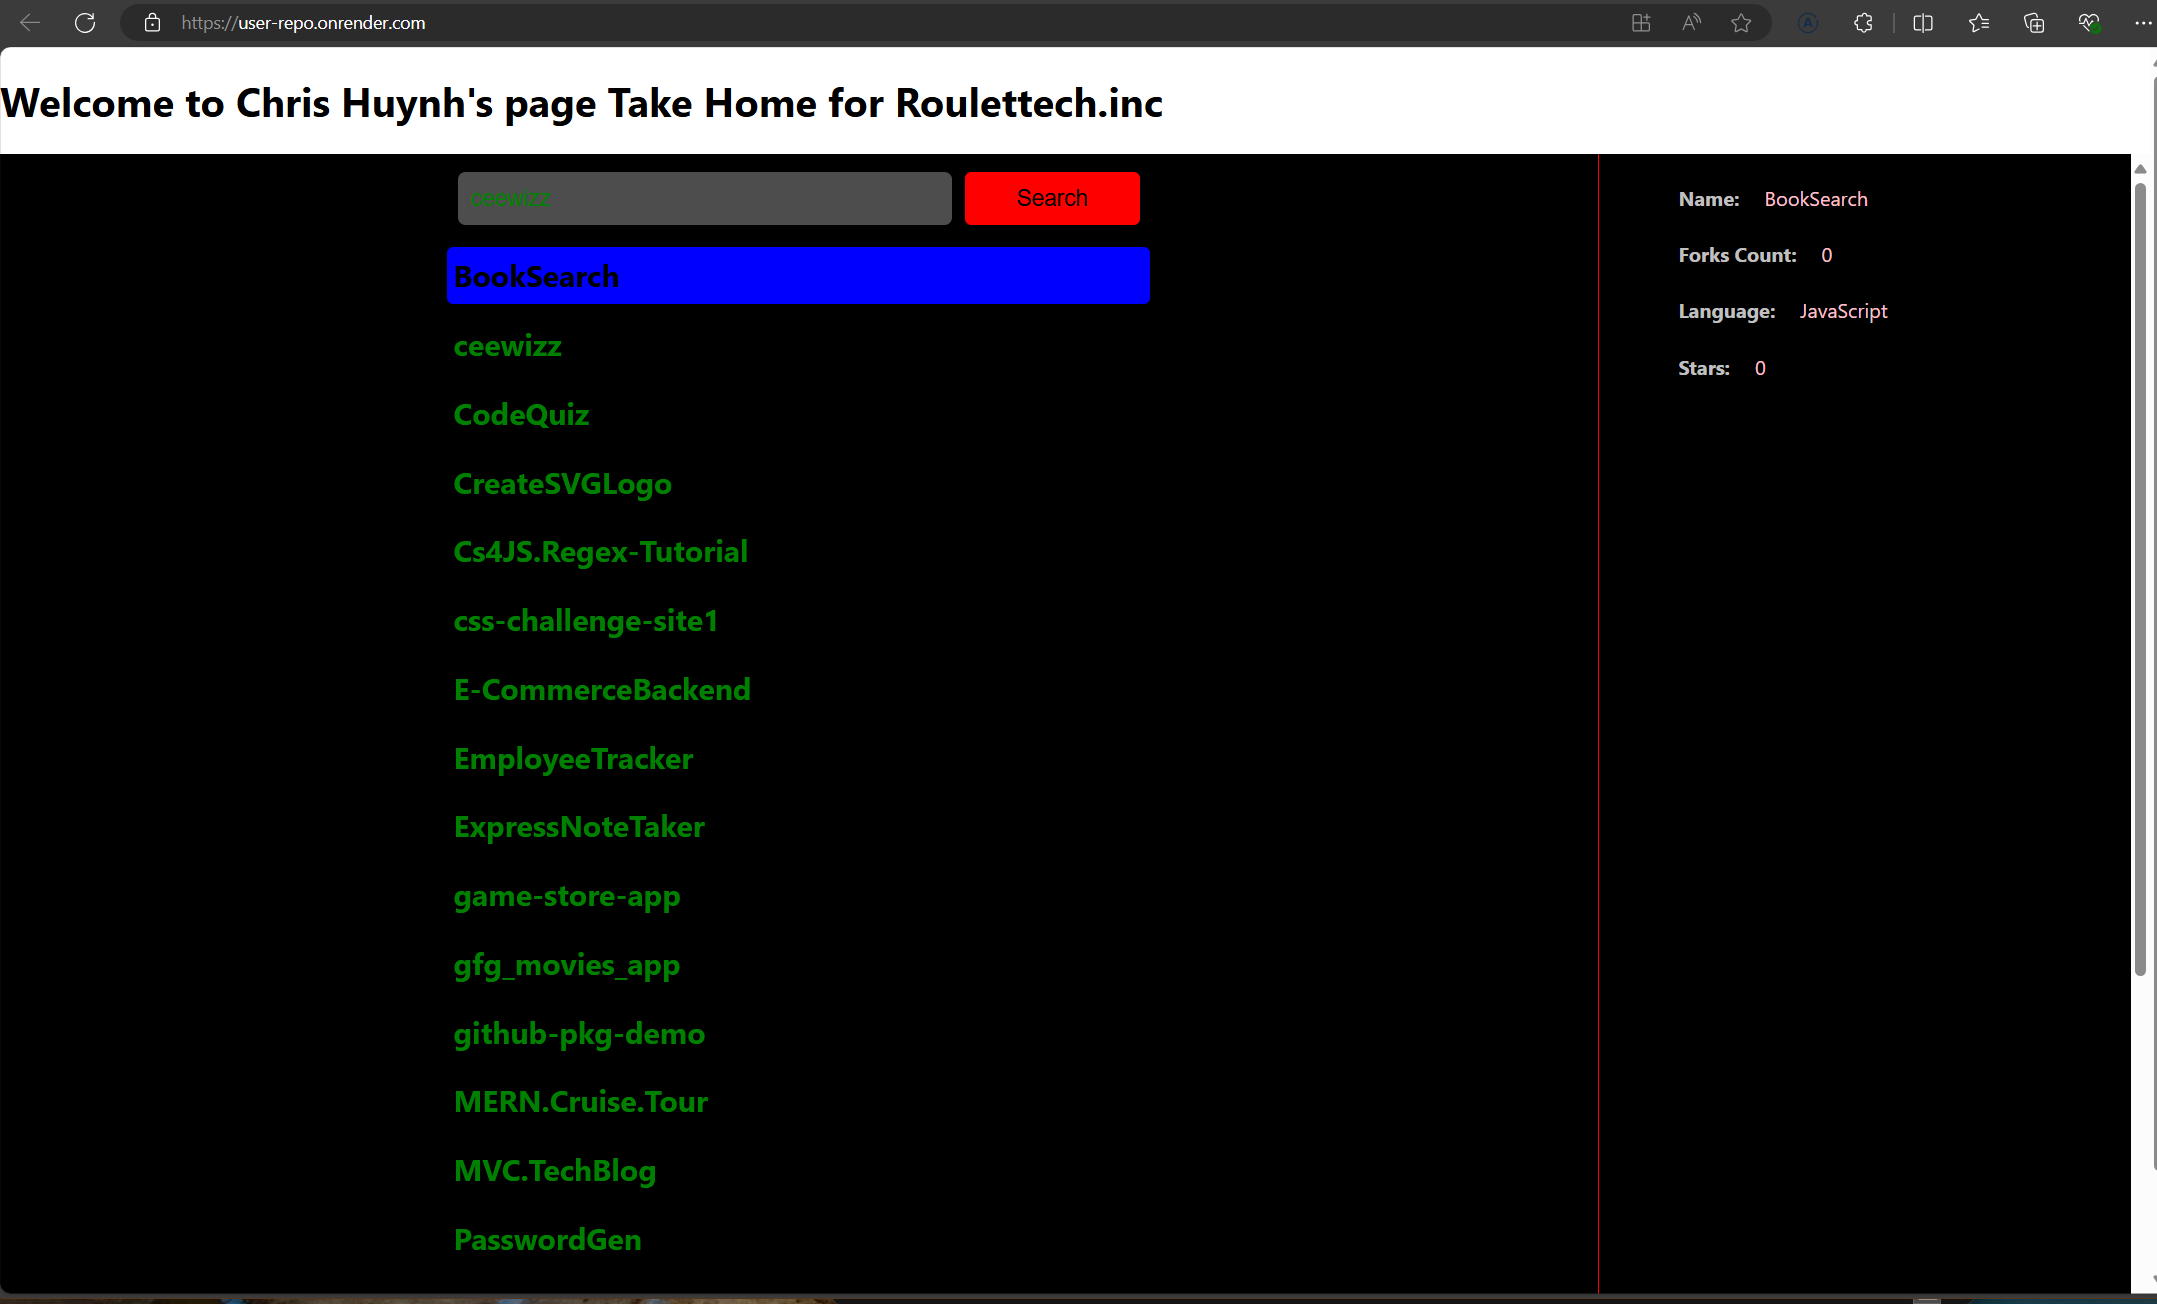 https://user-repo.onrender.com
Welcome to Chris Huynh's page Take Home for Roulettech.inc
ceewizz
Search
BookSearch
ceewizz
CodeQuiz
CreateSVGLogo
Cs4JS.Regex-Tutorial
css-challenge-site1
E-CommerceBackend
EmployeeTracker
ExpressNoteTaker
game-store-app
gfg_movies_app
github-pkg-demo
MERN.Cruise.Tour
MVC.TechBlog
PasswordGen
Name: BookSearch
Forks Count: 0
Language: JavaScript
Stars: 0